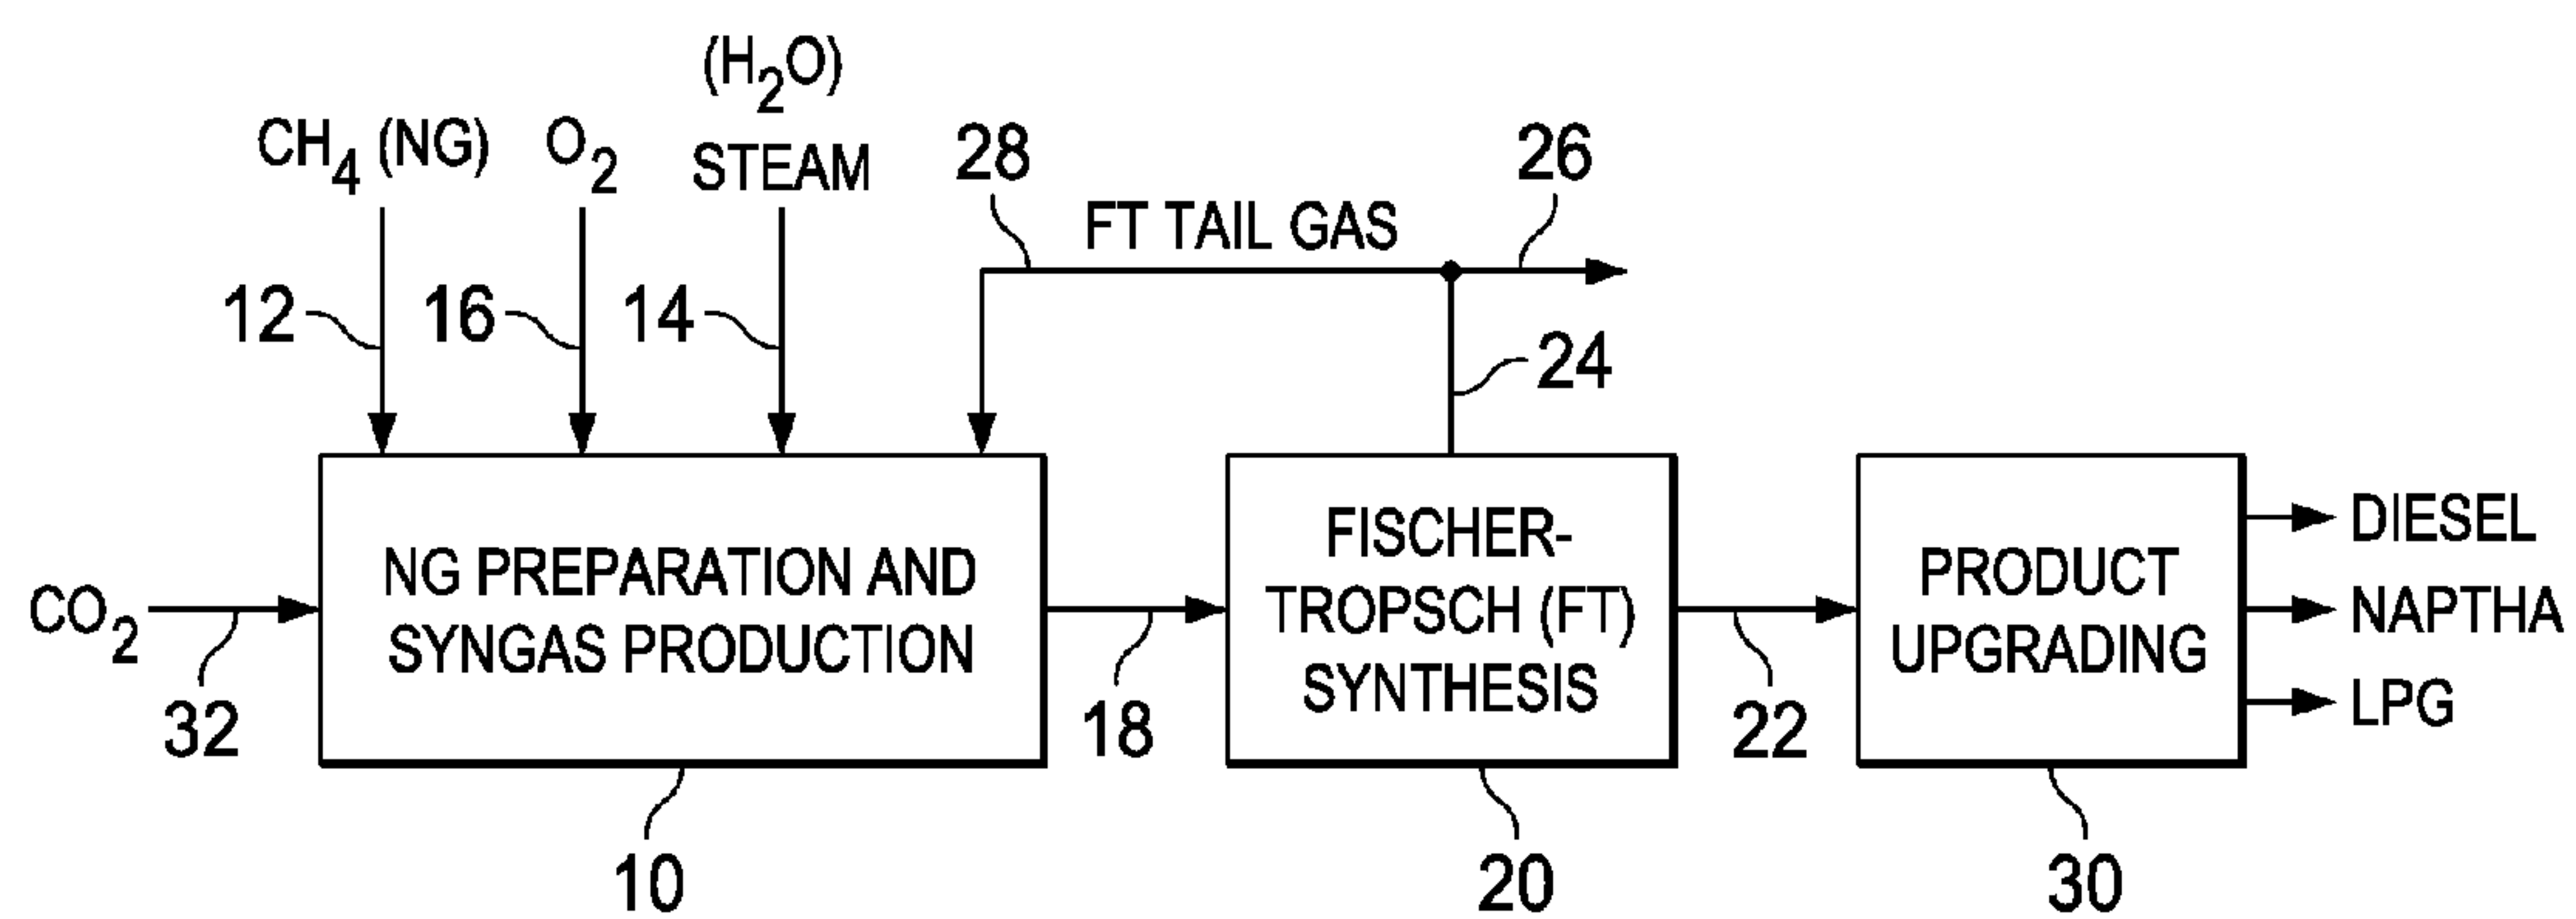 (H2O)
CH4 (NG)
O2
STEAM
28
26
FT TAIL GAS
12
16
14
24
NG PREPARATION AND
SYNGAS PRODUCTION
FISCHER-
TROPSCH (FT)
SYNTHESIS
PRODUCT
UPGRADING
DIESEL
NAPTHA
LPG
CO2
32
18
22
10
20
30